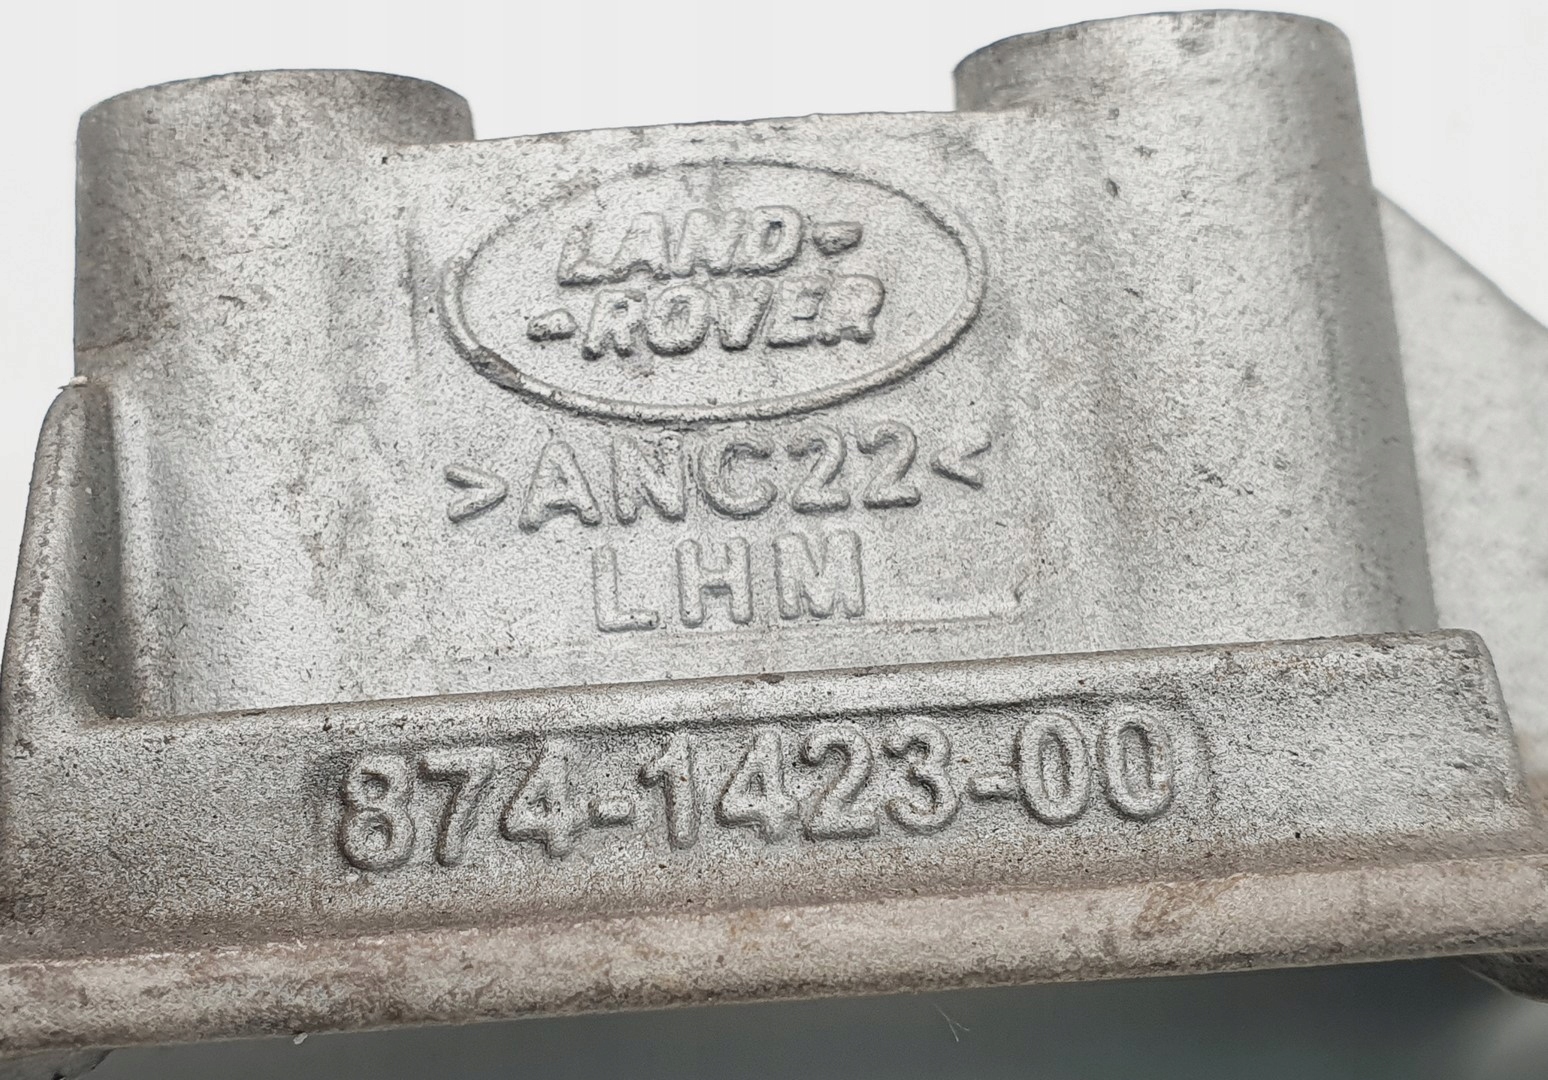 LAND-
-ROVER
>ANC22<
LHM
874-1423-00